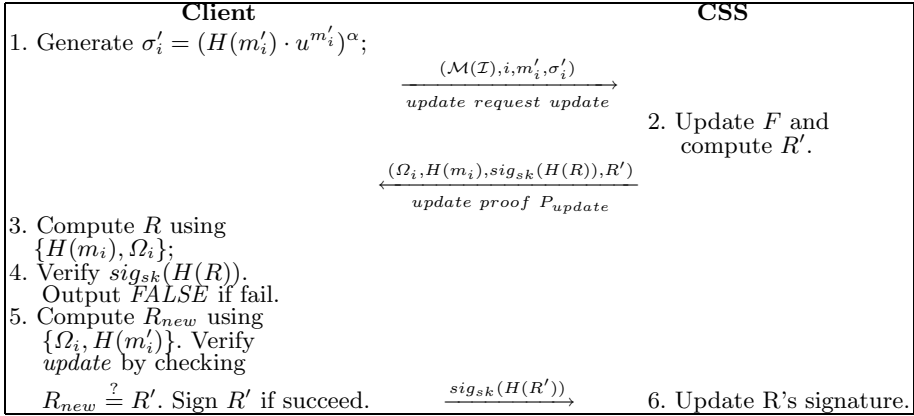 Client CSS
1. Generate σ′ᵢ = (H(m′ᵢ) · u^{m′ᵢ})^α;
(ℳ(ℐ),i,m′ᵢ,σ′ᵢ)
update request update
2. Update F and
compute R′.
(Ωᵢ,H(mᵢ),sig_{sk}(H(R)),R′)
update proof P_{update}
3. Compute R using
{H(mᵢ), Ωᵢ};
4. Verify sig_{sk}(H(R)).
Output FALSE if fail.
5. Compute R_{new} using
{Ωᵢ, H(m′ᵢ)}. Verify
update by checking
R_{new} ≟ R′. Sign R′ if succeed. sig_{sk}(H(R′)) 6. Update R's signature.